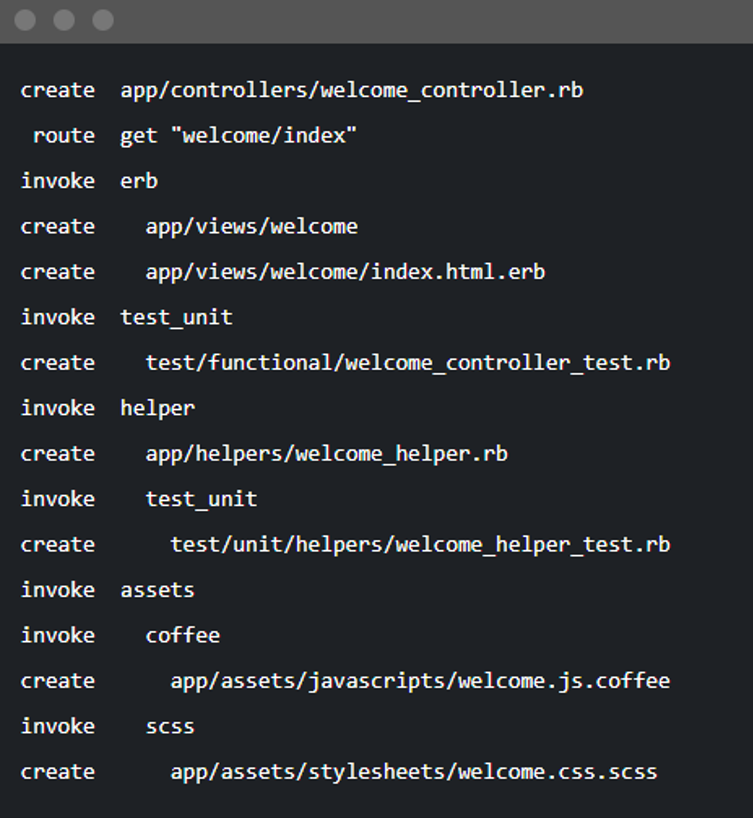 create  app/controllers/welcome_controller.rb
 route  get "welcome/index"
invoke  erb
create    app/views/welcome
create    app/views/welcome/index.html.erb
invoke  test_unit
create    test/functional/welcome_controller_test.rb
invoke  helper
create    app/helpers/welcome_helper.rb
invoke    test_unit
create      test/unit/helpers/welcome_helper_test.rb
invoke  assets
invoke    coffee
create      app/assets/javascripts/welcome.js.coffee
invoke    scss
create      app/assets/stylesheets/welcome.css.scss